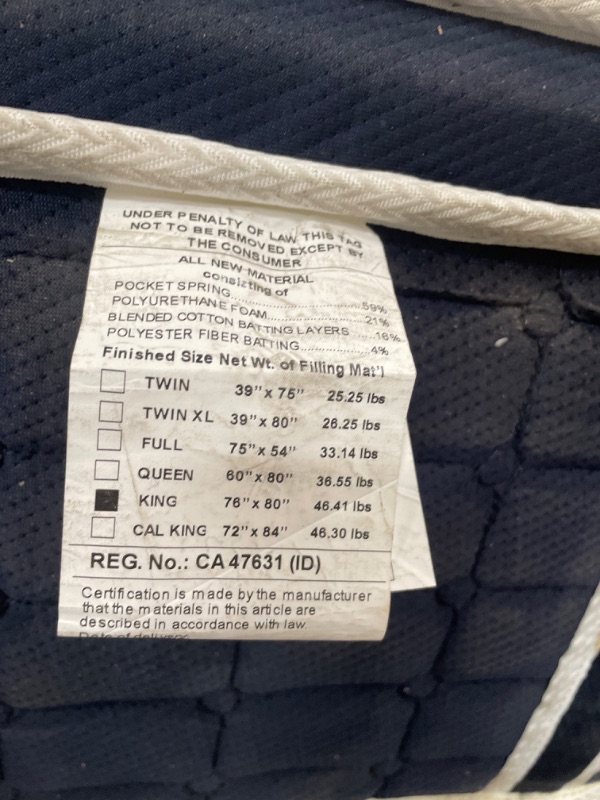 UNDER PENALTY OF LAW THIS TAG
NOT TO BE REMOVED EXCEPT BY
THE CONSUMER
ALL NEW MATERIAL
consizting of
POCKET SPRING..................59%
POLYURETHANE FOAM..................21%
BLENDED COTTON BATTING LAYERS .....16%
POLYESTER FIBER BATTING..................4%
Finished Size Net Wt. of Filling Mat'l
TWIN 39"x 75" 25.25 lbs
TWIN XL 39"x 80" 26.25 lbs
FULL 75"x 54" 33.14 lbs
QUEEN 60"x 80" 36.55 lbs
KING 76"x 80" 46.41 lbs
CAL KING 72"x 84" 46.30 lbs
REG. No.: CA 47631 (ID)
Certification is made by the manufacturer
that the materials in this article are
described in accordance with law.
Date of delivery